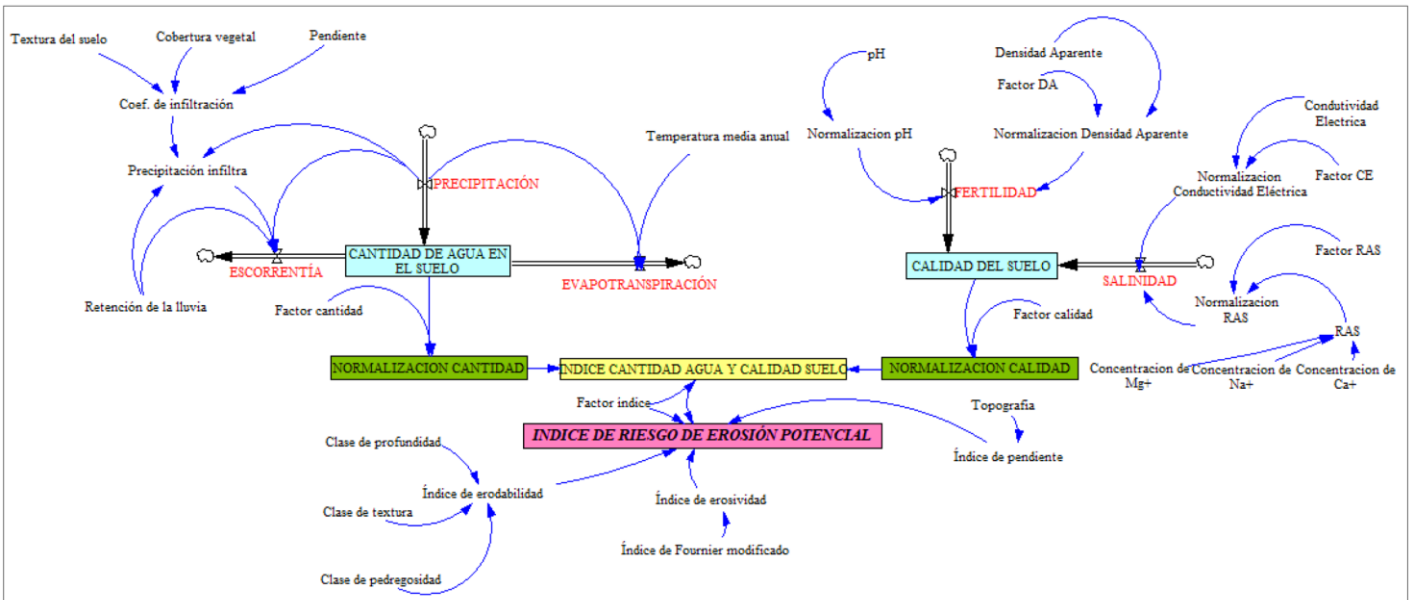 Textura del suelo
Cobertura vegetal
Pendiente
Coef. de infiltración
Precipitación infiltra
Retención de la lluvia
PRECIPITACIÓN
Temperatura media anual
CANTIDAD DE AGUA EN
EL SUELO
ESCORRENTÍA
EVAPOTRANSPIRACIÓN
Factor cantidad
pH
Normalizacion pH
Densidad Aparente
Factor DA
Normalizacion Densidad Aparente
FERTILIDAD
Condutividad
Electrica
Normalizacion
Conductividad Eléctrica
Factor CE
CALIDAD DEL SUELO
SALINIDAD
Factor RAS
Normalizacion
RAS
Factor calidad
RAS
Concentracion de
Mg+
Concentracion de
Na+
Concentracion de
Ca+
NORMALIZACION CANTIDAD
INDICE CANTIDAD AGUA Y CALIDAD SUELO
NORMALIZACION CALIDAD
Factor indice
INDICE DE RIESGO DE EROSIÓN POTENCIAL
Topografia
Índice de pendiente
Clase de profundidad
Índice de erodabilidad
Clase de textura
Clase de pedregosidad
Índice de erosividad
Índice de Fournier modificado